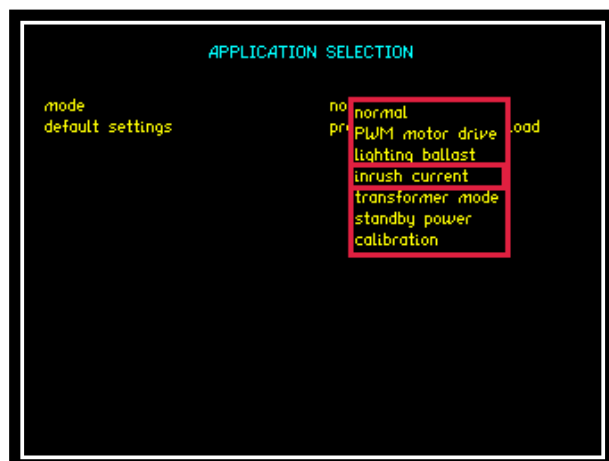 APPLICATION SELECTION
mode
default settings
normal
PWM motor drive
lighting ballast
inrush current
transformer mode
standby power
calibration